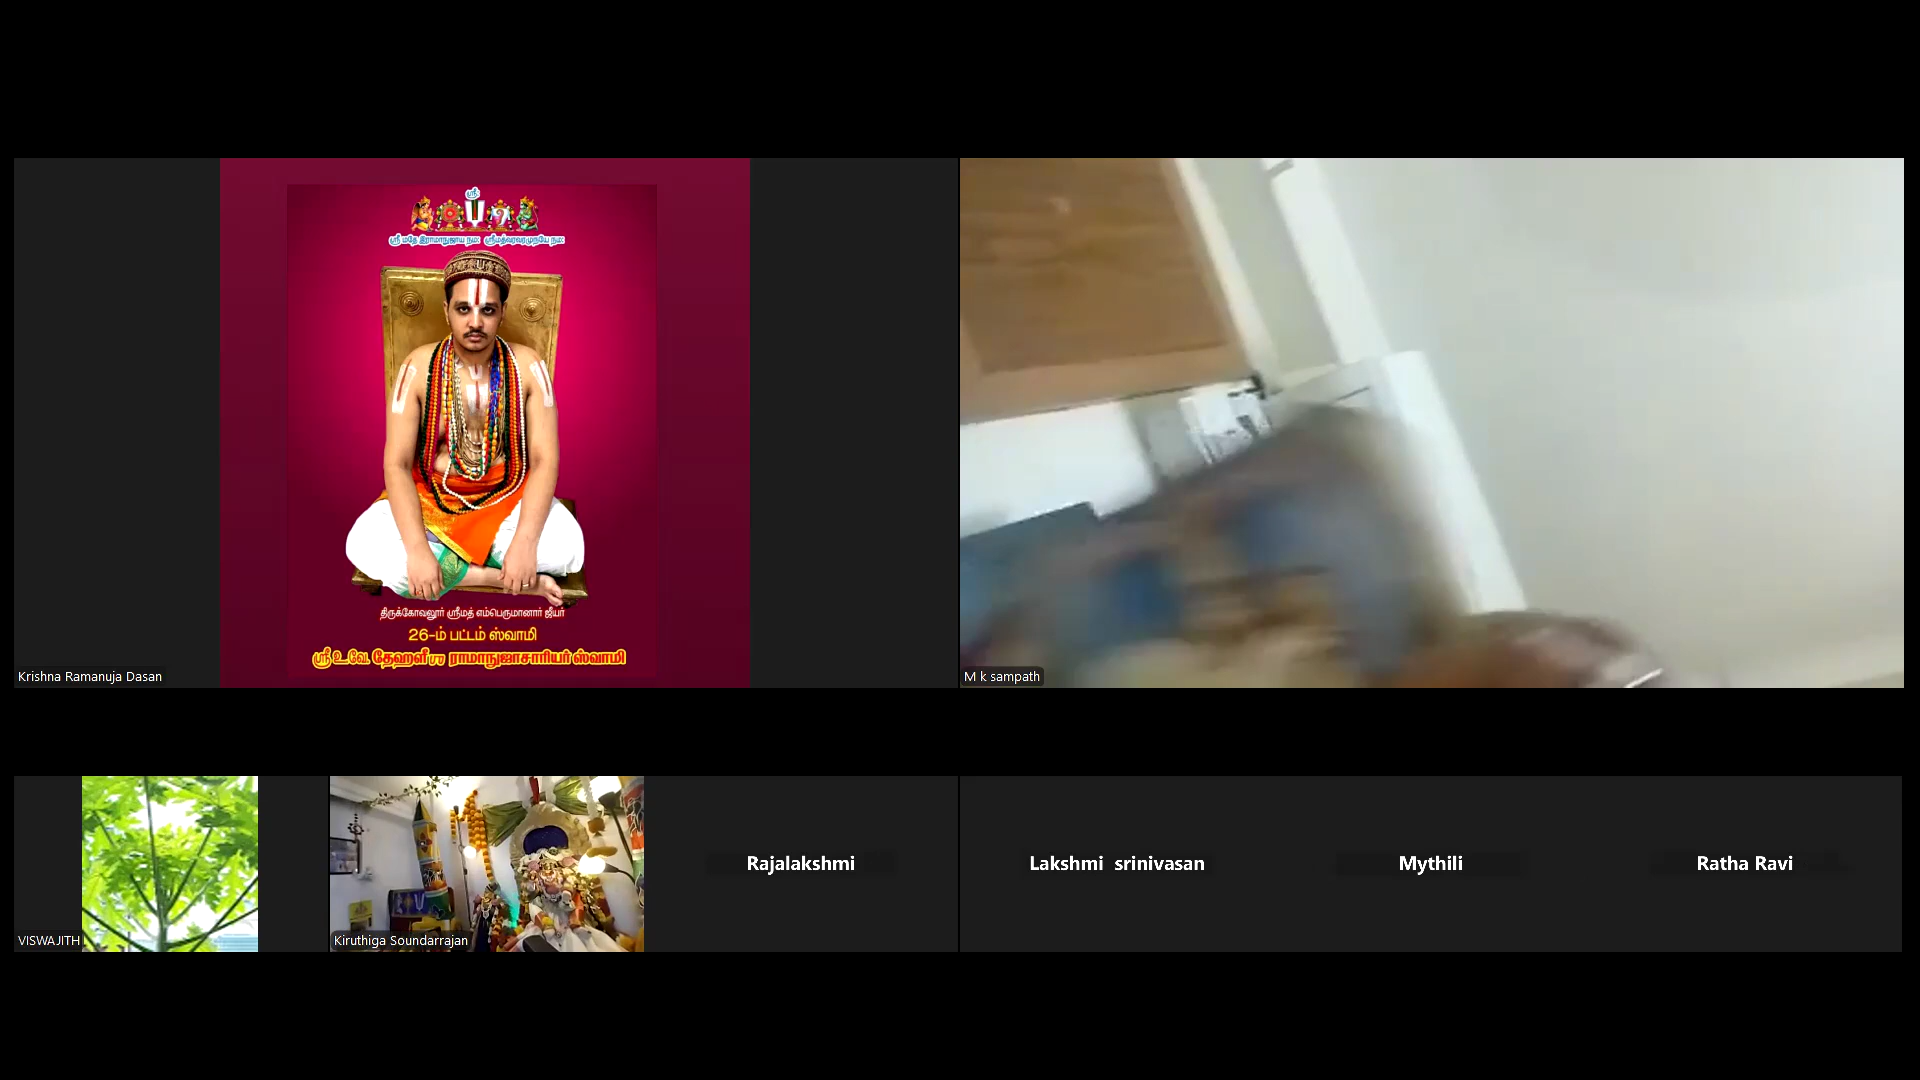 ஸ்ரீ:
ஸ்ரீ மதே இராமாநுஜாய நம: ஸ்ரீமத்வரவரமுநயே நம:
திருக்கோவலூர் ஸ்ரீமத் எம்பெருமானார் ஜீயர்
26-ம் பட்டம் ஸ்வாமி
ஸ்ரீ உ.வே. தேஹளீஶ ராமாநுஜாசாரியர் ஸ்வாமி
Krishna Ramanuja Dasan
M k sampath
VISWAJITH
Kiruthiga Soundarrajan
Rajalakshmi
Lakshmi srinivasan
Mythili
Ratha Ravi